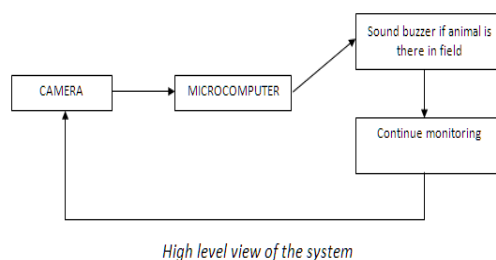 Sound buzzer if animal is
there in field
CAMERA
MICROCOMPUTER
Continue monitoring
High level view of the system